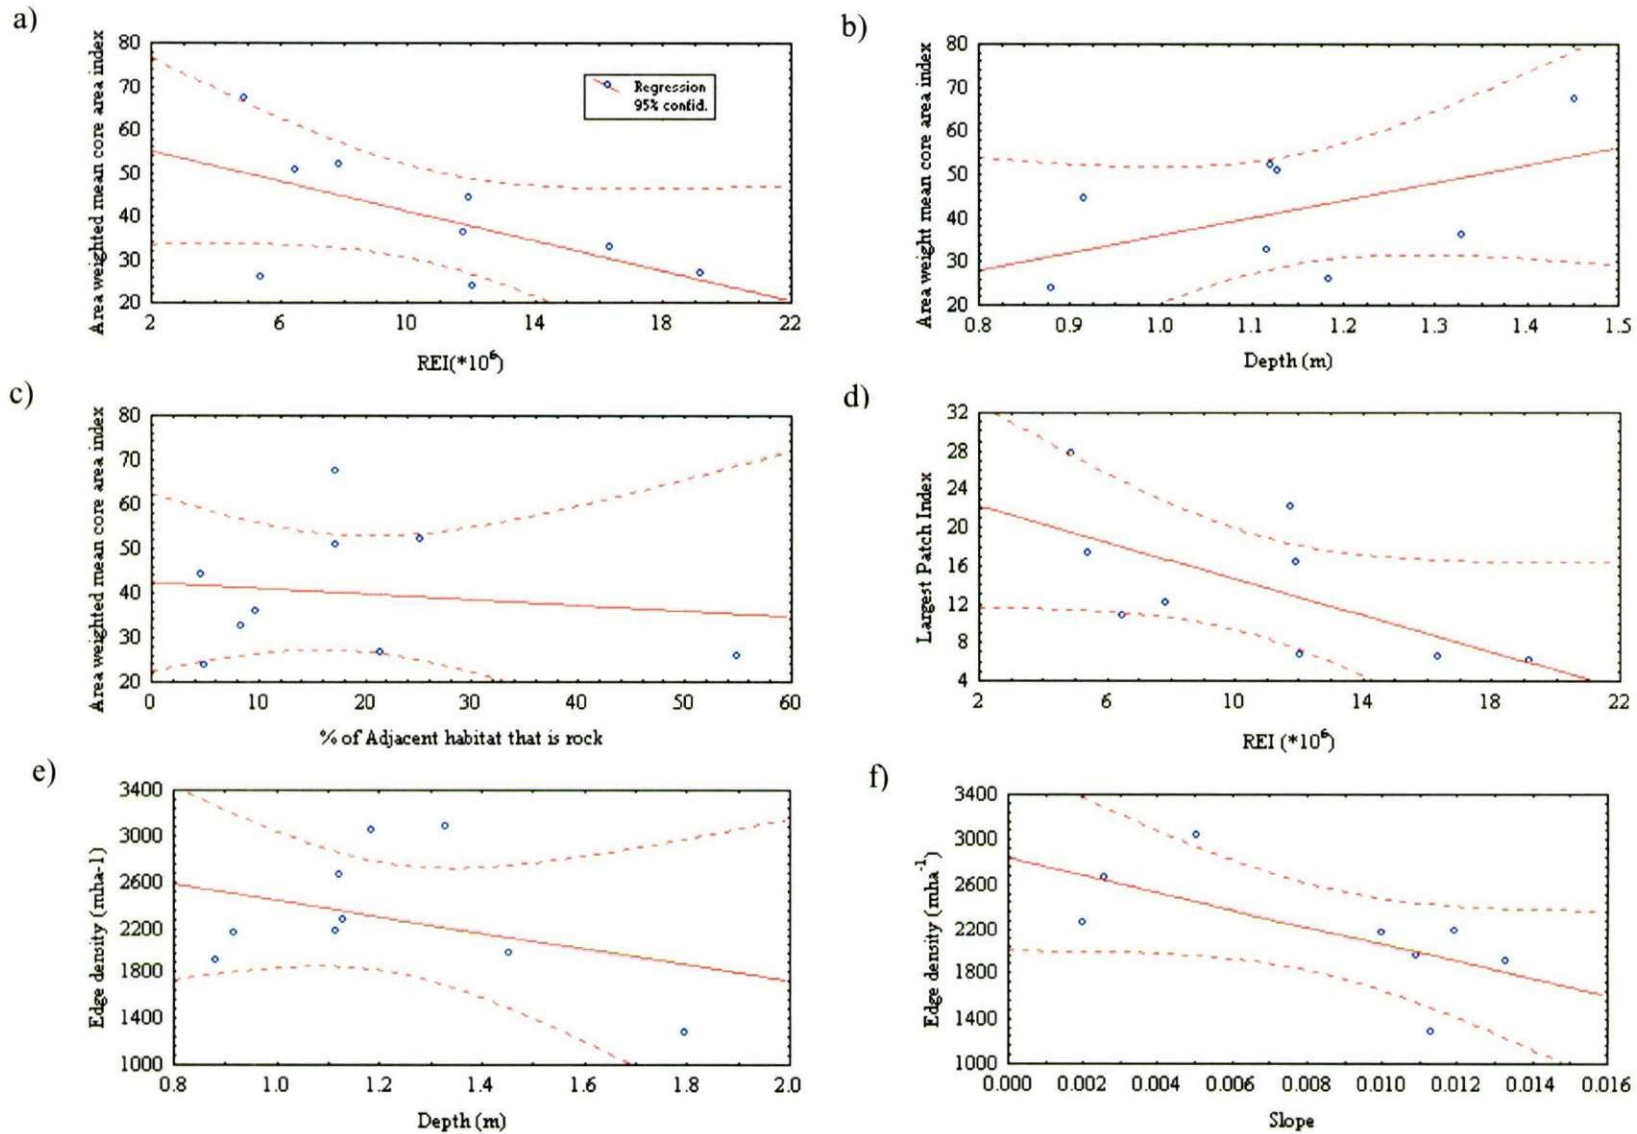 a)
Area weighted mean core area index
80
70
60
50
40
30
20
2 6 10 14 18 22
REI(*10⁶)
Regression
95% confid.
b)
Area weight mean core area index
80
70
60
50
40
30
20
0.8 0.9 1.0 1.1 1.2 1.3 1.4 1.5
Depth (m)
c)
Area weighted mean core area index
80
70
60
50
40
30
20
0 10 20 30 40 50 60
% of Adjacent habitat that is rock
d)
Largest Patch Index
32
28
24
20
16
12
8
4
2 6 10 14 18 22
REI (*10⁶)
e)
Edge density (mha-1)
3400
3000
2600
2200
1800
1400
1000
0.8 1.0 1.2 1.4 1.6 1.8 2.0
Depth (m)
f)
Edge density (mha⁻¹)
3400
3000
2600
2200
1800
1400
1000
0.000 0.002 0.004 0.006 0.008 0.010 0.012 0.014 0.016
Slope